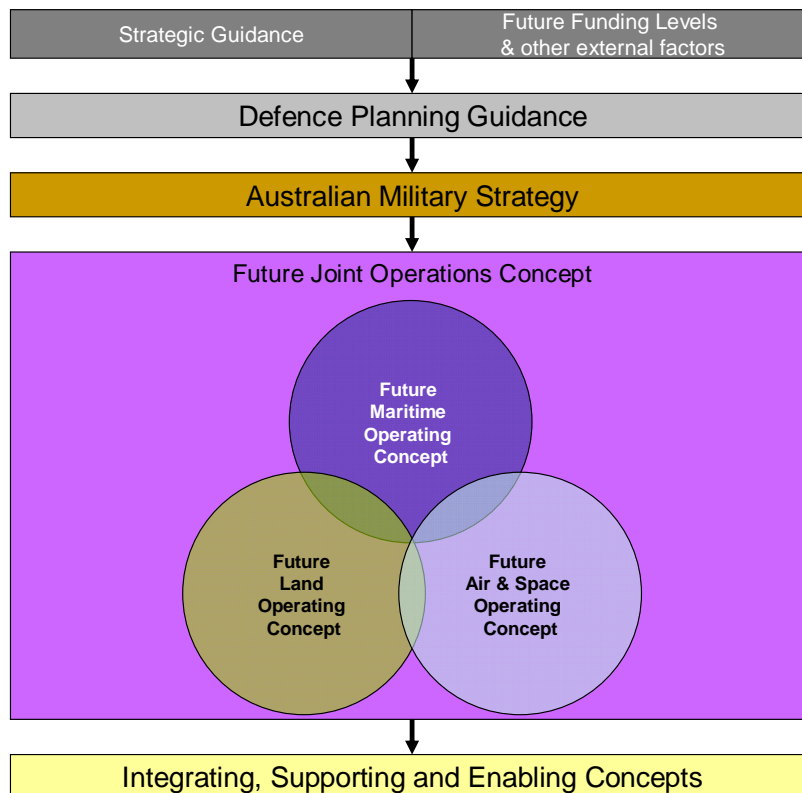 Strategic Guidance
Future Funding Levels
& other external factors
Defence Planning Guidance
Australian Military Strategy
Future Joint Operations Concept
Future
Maritime
Operating
Concept
Future
Land
Operating
Concept
Future
Air & Space
Operating
Concept
Integrating, Supporting and Enabling Concepts